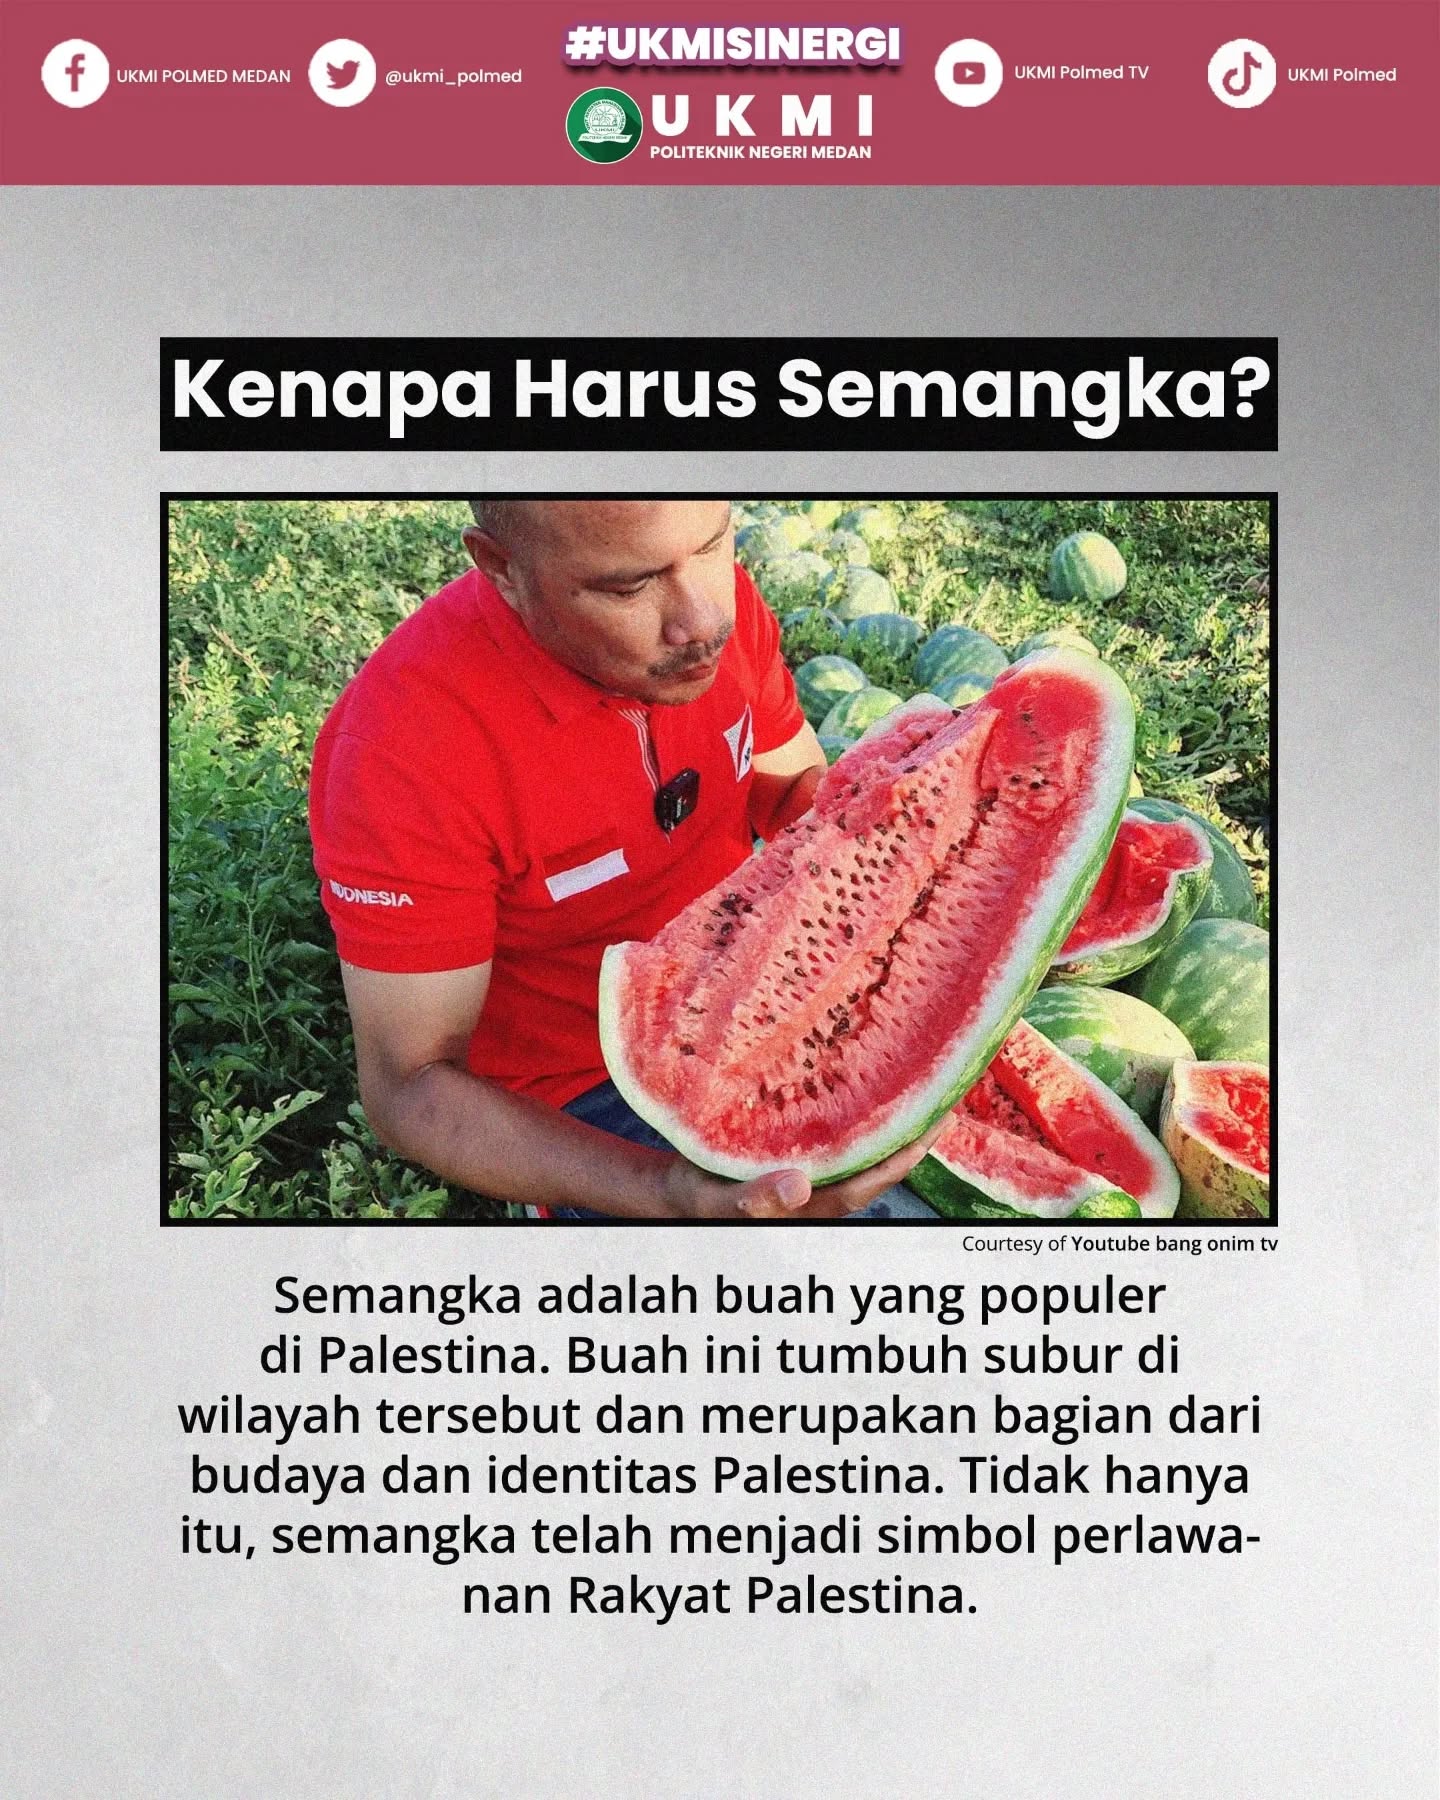 #UKMISINERGI
UKMI POLMED MEDAN
@ukmi_polmed
UKMI Polmed TV
UKMI Polmed
UKMI
POLITEKNIK NEGERI MEDAN
Kenapa Harus Semangka?
INDONESIA
Courtesy of Youtube bang onim tv
Semangka adalah buah yang populer
di Palestina. Buah ini tumbuh subur di
wilayah tersebut dan merupakan bagian dari
budaya dan identitas Palestina. Tidak hanya
itu, semangka telah menjadi simbol perlawa-
nan Rakyat Palestina.